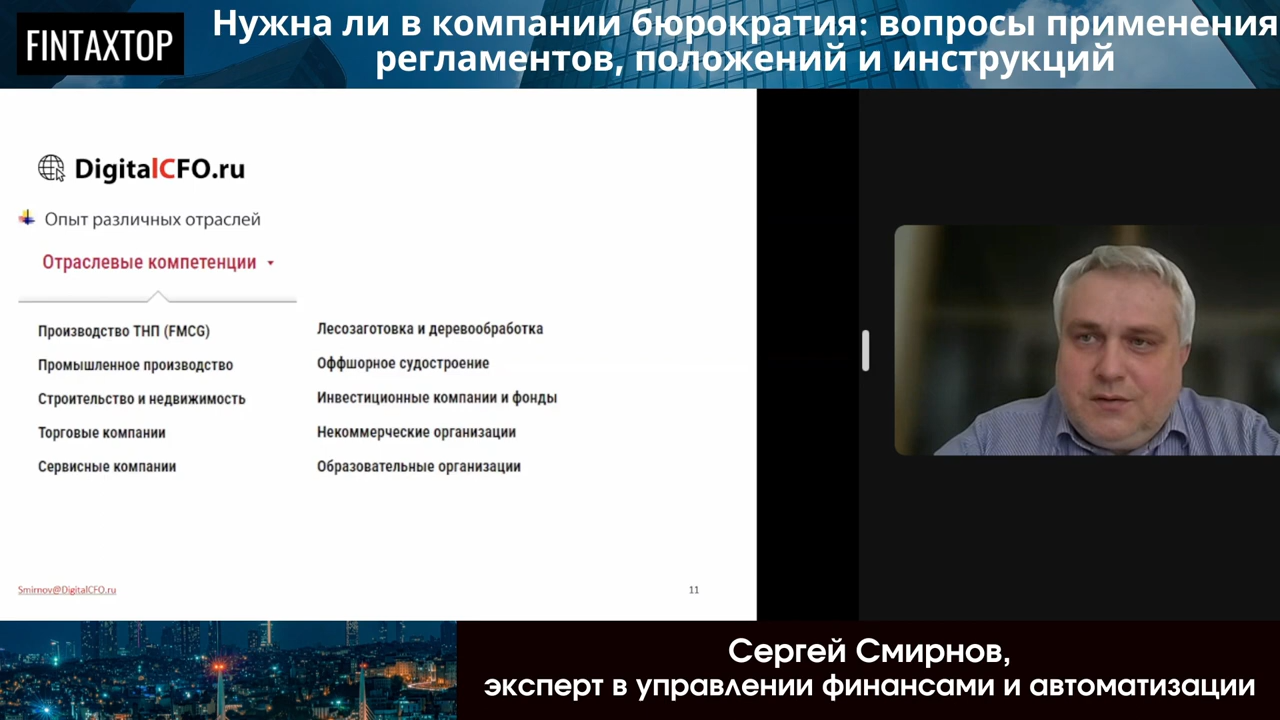 FINTAXTOP
Нужна ли в компании бюрократия: вопросы применения
регламентов, положений и инструкций
DigitalCFO.ru
Опыт различных отраслей
Отраслевые компетенции
Производство ТНП (FMCG)
Промышленное производство
Строительство и недвижимость
Торговые компании
Сервисные компании
Лесозаготовка и деревообработка
Оффшорное судостроение
Инвестиционные компании и фонды
Некоммерческие организации
Образовательные организации
Smirnov@DigitalCFO.ru
11
Сергей Смирнов,
эксперт в управлении финансами и автоматизации